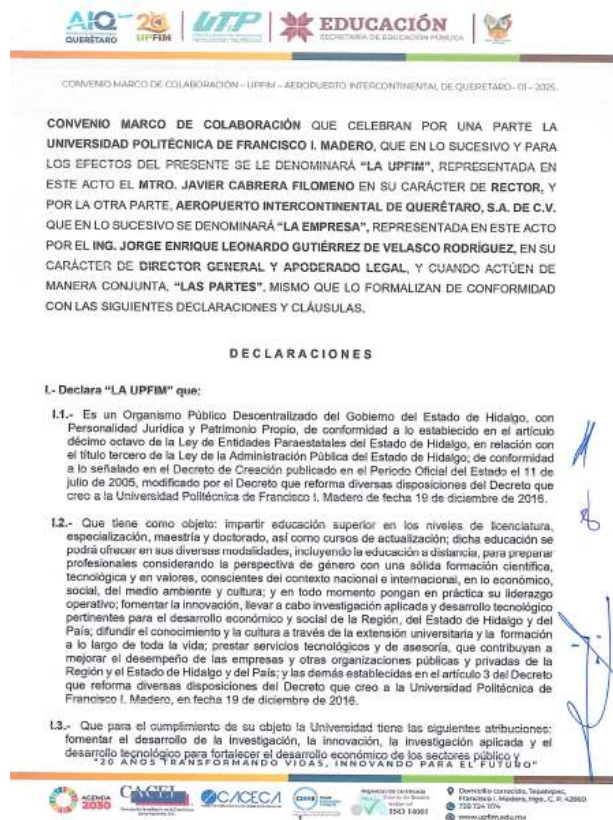 AIQ
QUERÉTARO
UPFIM
UTP
EDUCACIÓN
SECRETARÍA DE EDUCACIÓN PÚBLICA
CONVENIO MARCO DE COLABORACIÓN – UPFIM – AEROPUERTO INTERCONTINENTAL DE QUERÉTARO– 01 – 2025.
CONVENIO MARCO DE COLABORACIÓN QUE CELEBRAN POR UNA PARTE LA
UNIVERSIDAD POLITÉCNICA DE FRANCISCO I. MADERO, QUE EN LO SUCESIVO Y PARA
LOS EFECTOS DEL PRESENTE SE LE DENOMINARÁ “LA UPFIM”, REPRESENTADA EN
ESTE ACTO EL MTRO. JAVIER CABRERA FILOMENO EN SU CARÁCTER DE RECTOR, Y
POR LA OTRA PARTE, AEROPUERTO INTERCONTINENTAL DE QUERÉTARO, S.A. DE C.V.
QUE EN LO SUCESIVO SE DENOMINARÁ “LA EMPRESA”, REPRESENTADA EN ESTE ACTO
POR EL ING. JORGE ENRIQUE LEONARDO GUTIÉRREZ DE VELASCO RODRÍGUEZ, EN SU
CARÁCTER DE DIRECTOR GENERAL Y APODERADO LEGAL, Y CUANDO ACTÚEN DE
MANERA CONJUNTA, “LAS PARTES”, MISMO QUE LO FORMALIZAN DE CONFORMIDAD
CON LAS SIGUIENTES DECLARACIONES Y CLÁUSULAS.
DECLARACIONES
I.- Declara “LA UPFIM” que:
I.1.- Es un Organismo Público Descentralizado del Gobierno del Estado de Hidalgo, con
Personalidad Jurídica y Patrimonio Propio, de conformidad a lo establecido en el artículo
décimo octavo de la Ley de Entidades Paraestatales del Estado de Hidalgo, en relación con
el título tercero de la Ley de la Administración Pública del Estado de Hidalgo; de conformidad
a lo señalado en el Decreto de Creación publicado en el Periodo Oficial del Estado el 11 de
julio de 2005, modificado por el Decreto que reforma diversas disposiciones del Decreto que
creo a la Universidad Politécnica de Francisco I. Madero de fecha 19 de diciembre de 2016.
I.2.- Que tiene como objeto: impartir educación superior en los niveles de licenciatura,
especialización, maestría y doctorado, así como cursos de actualización; dicha educación se
podrá ofrecer en sus diversas modalidades, incluyendo la educación a distancia, para preparar
profesionales considerando la perspectiva de género con una sólida formación científica,
tecnológica y en valores, conscientes del contexto nacional e internacional, en lo económico,
social, del medio ambiente y cultura; y en todo momento pongan en práctica su liderazgo
operativo; fomentar la innovación, llevar a cabo investigación aplicada y desarrollo tecnológico
pertinentes para el desarrollo económico y social de la Región, del Estado de Hidalgo y del
País; difundir el conocimiento y la cultura a través de la extensión universitaria y la formación
a lo largo de toda la vida; prestar servicios tecnológicos y de asesoría, que contribuyan a
mejorar el desempeño de las empresas y otras organizaciones públicas y privadas de la
Región y el Estado de Hidalgo y del País; y las demás establecidas en el artículo 3 del Decreto
que reforma diversas disposiciones del Decreto que creo a la Universidad Politécnica de
Francisco I. Madero, en fecha 19 de diciembre de 2016.
I.3.- Que para el cumplimiento de su objeto la Universidad tiene las siguientes atribuciones:
fomentar el desarrollo de la investigación, la innovación, la investigación aplicada y el
desarrollo tecnológico para fortalecer el desarrollo económico de los sectores público y
"20 AÑOS TRANSFORMANDO VIDAS, INNOVANDO PARA EL FUTURO"
AGENDA
2030
CACEI
CACECA
ISO 14001
Domicilio conocido, Tepatepec,
Francisco I. Madero, Hgo., C. P. 42660
738 724 1174
www.upfim.edu.mx